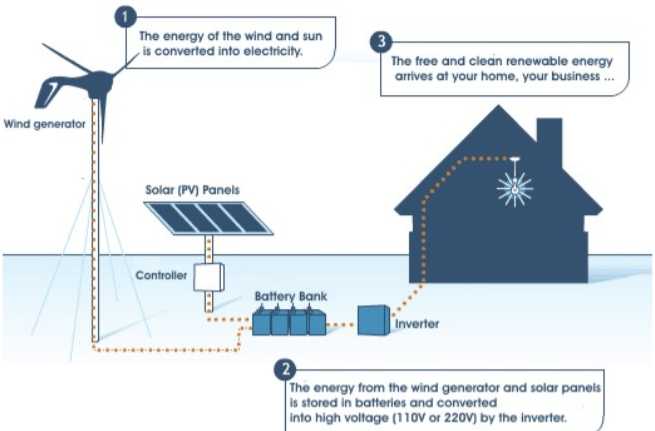 1
The energy of the wind and sun
is converted into electricity.
3
The free and clean renewable energy
arrives at your home, your business ...
Wind generator
Solar (PV) Panels
Controller
Battery Bank
Inverter
2
The energy from the wind generator and solar panels
is stored in batteries and converted
into high voltage (110V or 220V) by the inverter.